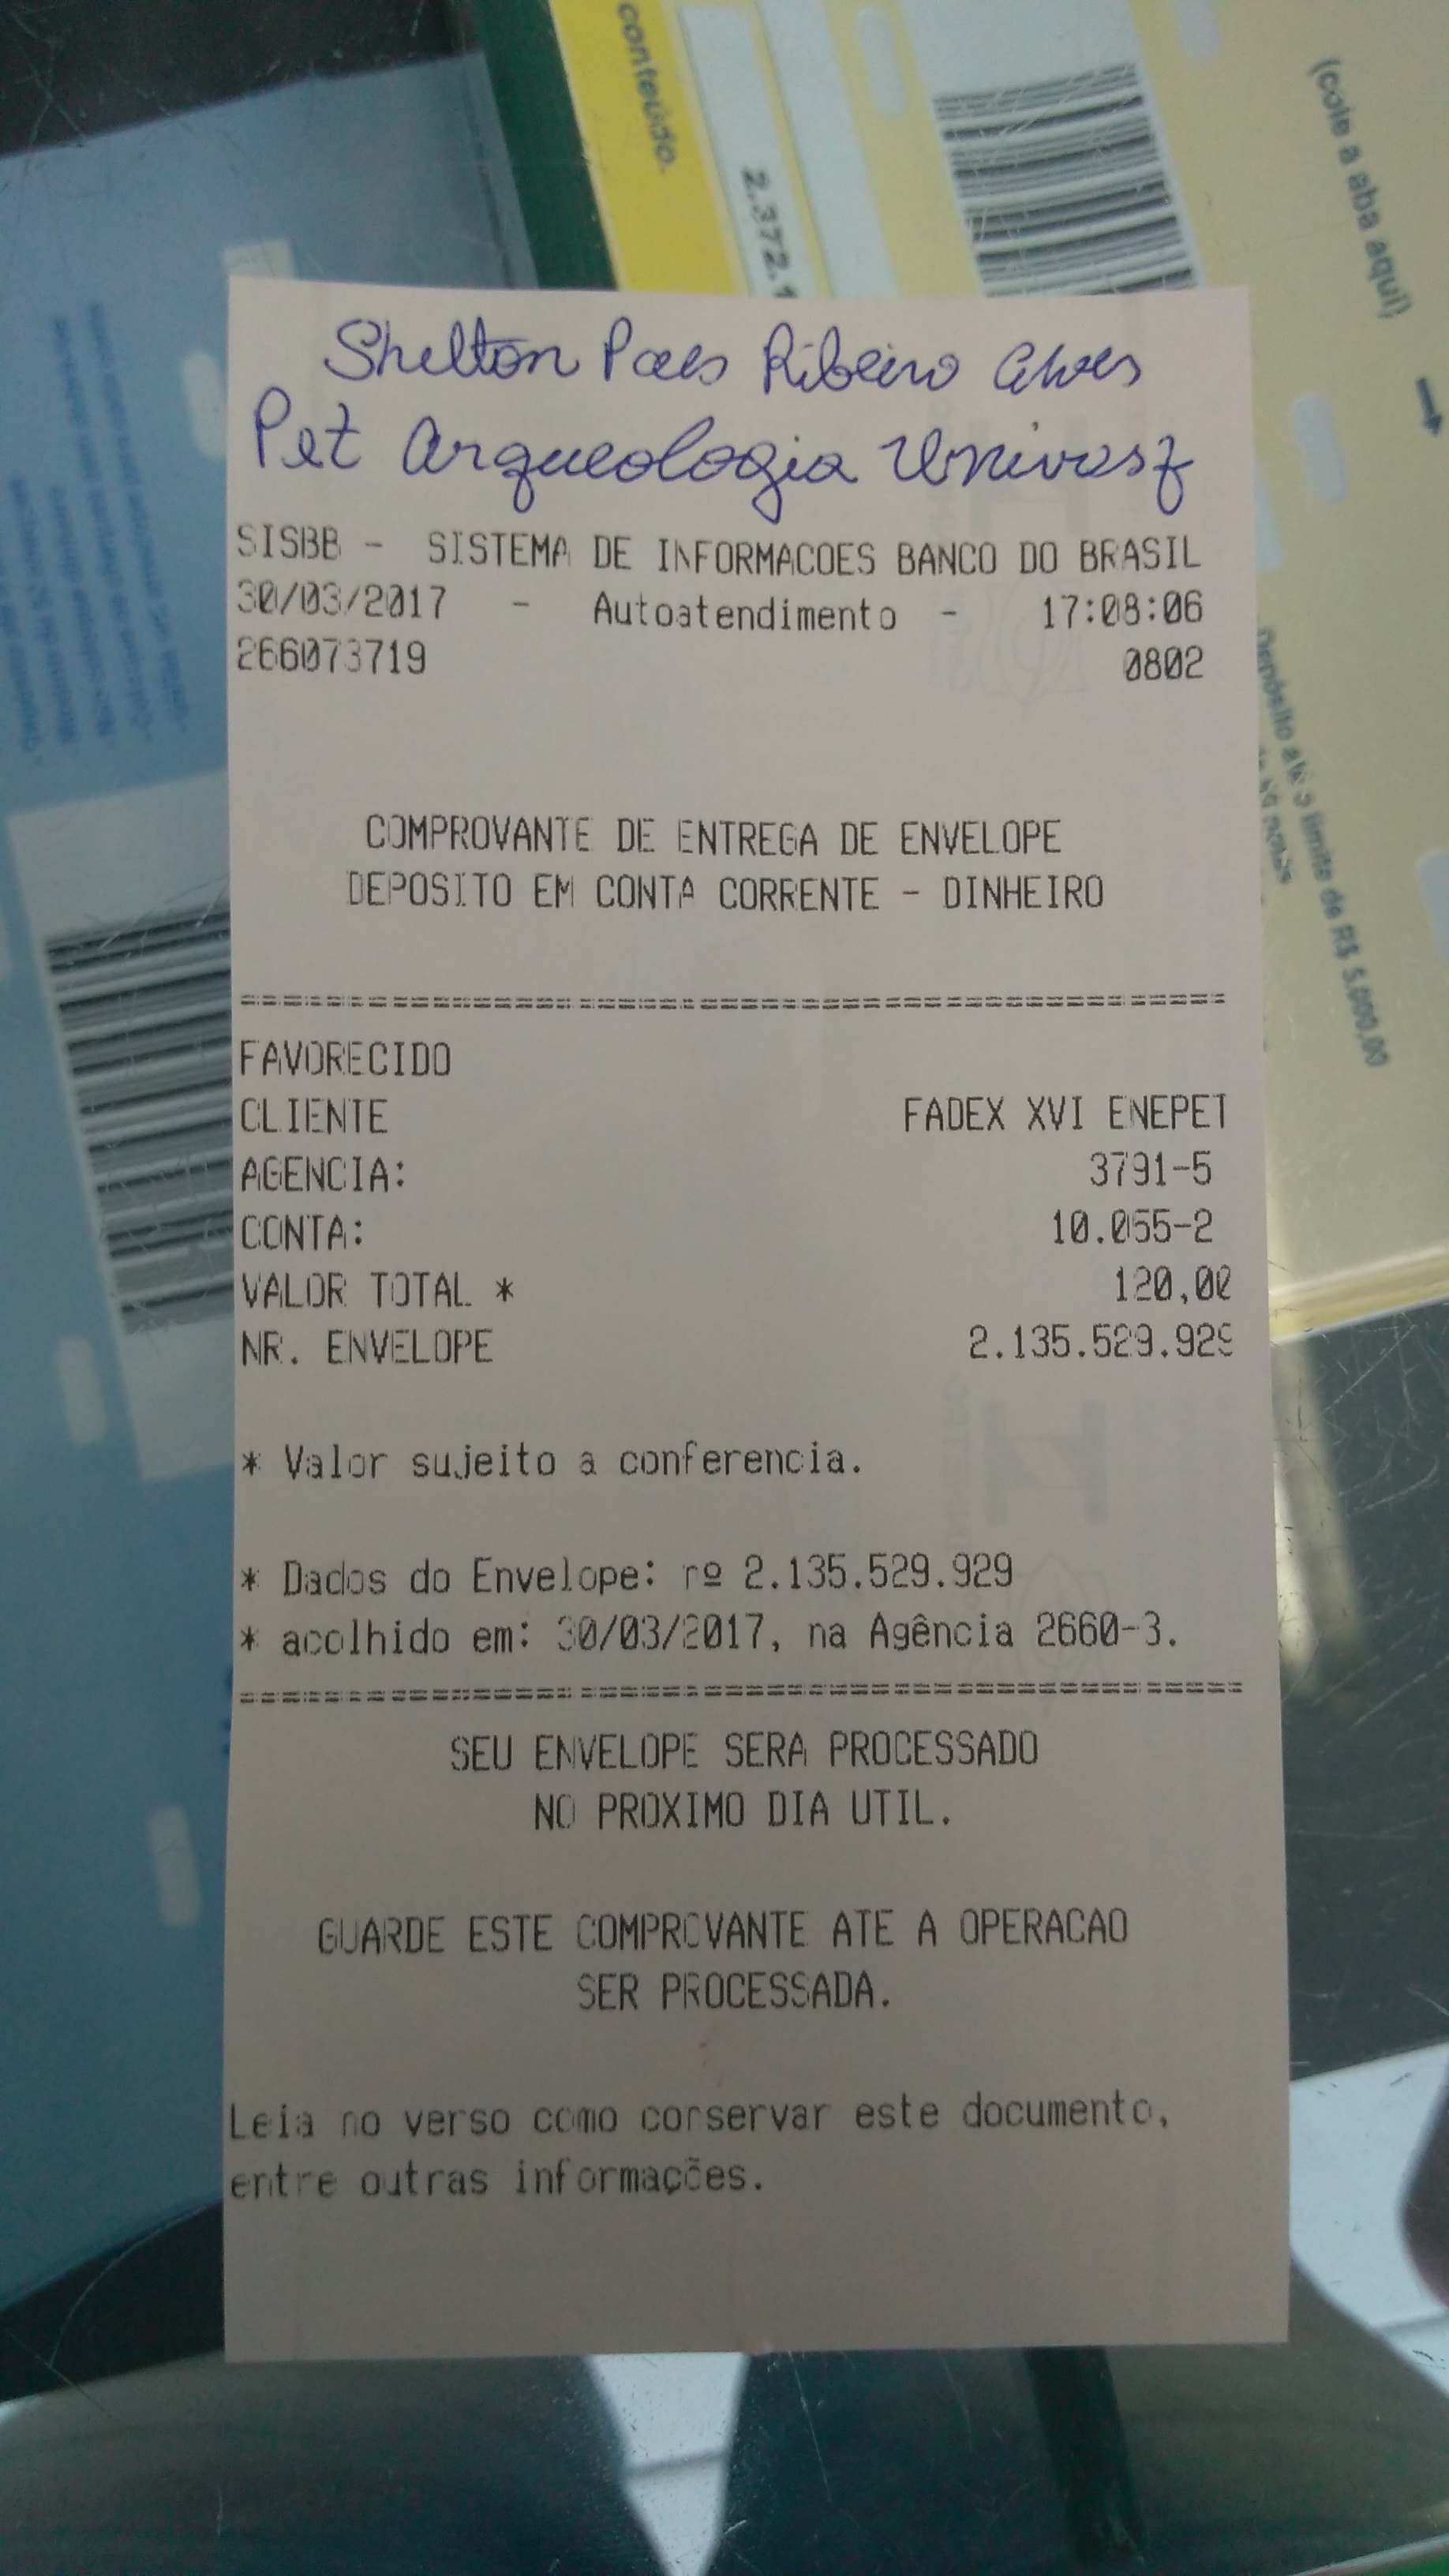 conteúdo.
2.372.1
(cole a aba aqui)
Shelton Paes Ribeiro Alves
Pet Arqueologia Univasf
SISBB - SISTEMA DE INFORMACOES BANCO DO BRASIL
30/03/2017 - Autoatendimento - 17:08:06
266073719 0802
COMPROVANTE DE ENTREGA DE ENVELOPE
DEPOSITO EM CONTA CORRENTE - DINHEIRO
================================================
FAVORECIDO
CLIENTE FADEX XVI ENEPET
AGENCIA: 3791-5
CONTA: 10.055-2
VALOR TOTAL * 120,00
NR. ENVELOPE 2.135.529.929
* Valor sujeito a conferencia.
* Dados do Envelope: nº 2.135.529.929
* acolhido em: 30/03/2017, na Agência 2660-3.
================================================
SEU ENVELOPE SERA PROCESSADO
NO PROXIMO DIA UTIL.
GUARDE ESTE COMPROVANTE ATE A OPERACAO
SER PROCESSADA.
Leia no verso como conservar este documento,
entre outras informações.
Depósito até o limite de R$ 5.000,00